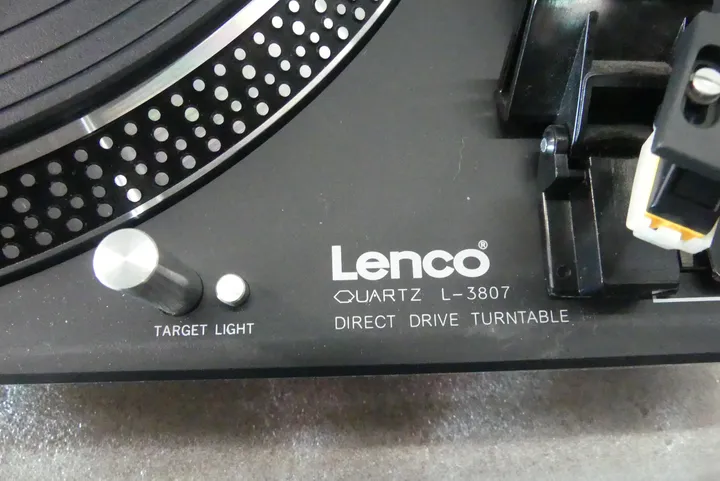 Lenco®
QUARTZ L-3807
DIRECT DRIVE TURNTABLE
TARGET LIGHT